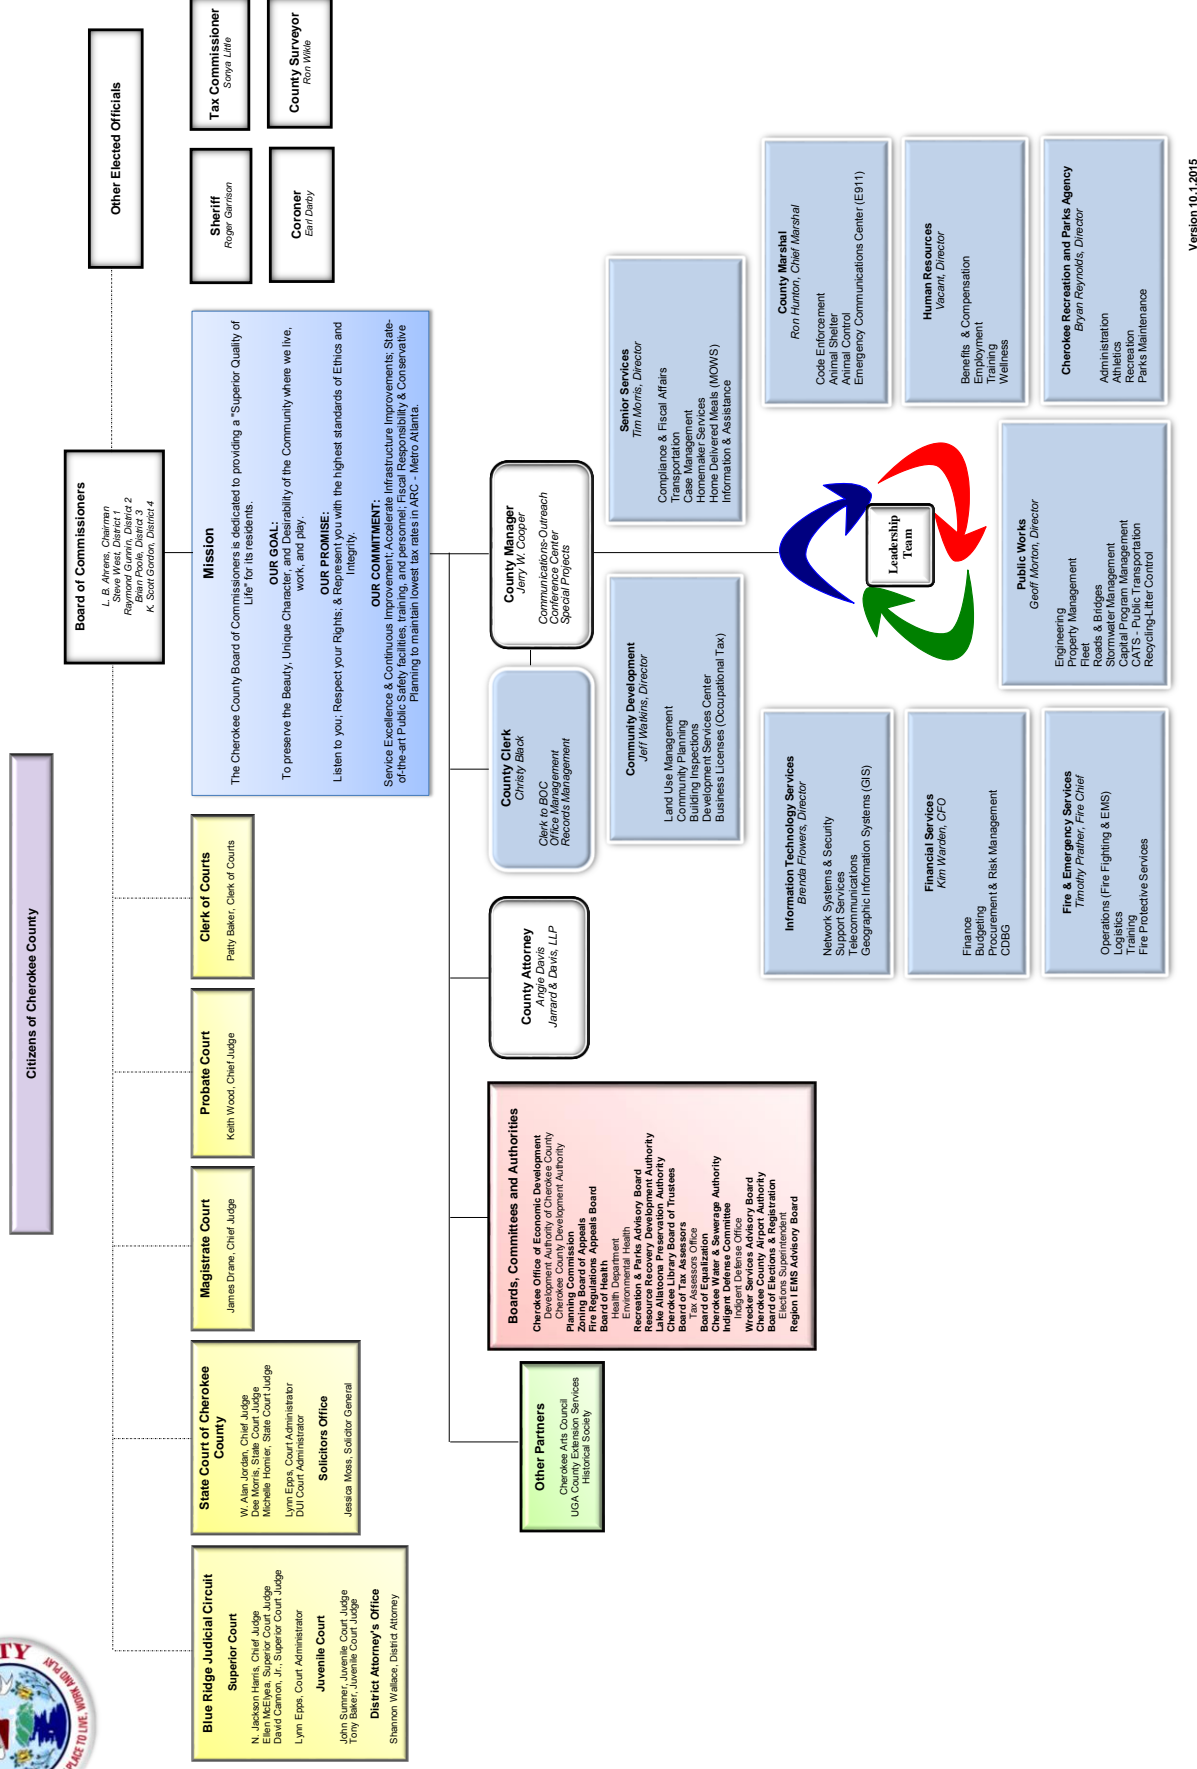 Citizens of Cherokee County
Board of Commissioners
L. B. Ahrens, Chairman
Steve West, District 1
Raymond Gunnin, District 2
Brian Poole, District 3
K. Scott Gordon, District 4
Other Elected Officials
Blue Ridge Judicial Circuit
Superior Court
N. Jackson Harris, Chief Judge
Ellen McElyea, Superior Court Judge
David Cannon, Jr., Superior Court Judge
Lynn Epps, Court Administrator
Juvenile Court
John Sumner, Juvenile Court Judge
Tony Baker, Juvenile Court Judge
District Attorney's Office
Shannon Wallace, District Attorney
State Court of Cherokee
County
W. Alan Jordan, Chief Judge
Dee Morris, State Court Judge
Michelle Homier, State Court Judge
Lynn Epps, Court Administrator
DUI Court Administrator
Solicitors Office
Jessica Moss, Solicitor General
Magistrate Court
James Drane, Chief Judge
Probate Court
Keith Wood, Chief Judge
Clerk of Courts
Patty Baker, Clerk of Courts
Mission
The Cherokee County Board of Commissioners is dedicated to providing a "Superior Quality of
Life" for its residents.
OUR GOAL:
To preserve the Beauty, Unique Character, and Desirability of the Community where we live,
work, and play.
OUR PROMISE:
Listen to you; Respect your Rights; & Represent you with the highest standards of Ethics and
Integrity.
OUR COMMITMENT:
Service Excellence & Continuous Improvement; Accelerate Infrastructure Improvements; State-
of-the-art Public Safety facilities, training, and personnel; Fiscal Responsibility & Conservative
Planning to maintain lowest tax rates in ARC - Metro Atlanta.
Sheriff
Roger Garrison
Tax Commissioner
Sonya Little
Coroner
Earl Darby
County Surveyor
Ron Wikle
Other Partners
Cherokee Arts Council
UGA County Extension Services
Historical Society
Boards, Committees and Authorities
Cherokee Office of Economic Development
Development Authority of Cherokee County
Cherokee County Development Authority
Planning Commission
Zoning Board of Appeals
Fire Regulations Appeals Board
Board of Health
Health Department
Environmental Health
Recreation & Parks Advisory Board
Resource Recovery Development Authority
Lake Allatoona Preservation Authority
Cherokee Library Board of Trustees
Board of Tax Assessors
Tax Assessors Office
Board of Equalization
Cherokee Water & Sewerage Authority
Indigent Defense Committee
Indigent Defense Office
Wrecker Services Advisory Board
Cherokee County Airport Authority
Board of Elections & Registration
Elections Superintendent
Region I EMS Advisory Board
County Attorney
Angie Davis
Jarrard & Davis, LLP
County Clerk
Christy Black
Clerk to BOC
Office Management
Records Management
County Manager
Jerry W. Cooper
Communications-Outreach
Conference Center
Special Projects
Community Development
Jeff Watkins, Director
Land Use Management
Community Planning
Building Inspections
Development Services Center
Business Licenses (Occupational Tax)
Senior Services
Tim Morris, Director
Compliance & Fiscal Affairs
Transportation
Case Management
Homemaker Services
Home Delivered Meals (MOWS)
Information & Assistance
Information Technology Services
Brenda Flowers, Director
Network Systems & Security
Support Services
Telecommunications
Geographic Information Systems (GIS)
Leadership
Team
County Marshal
Ron Hunton, Chief Marshal
Code Enforcement
Animal Shelter
Animal Control
Emergency Communications Center (E911)
Financial Services
Kim Warden, CFO
Finance
Budgeting
Procurement & Risk Management
CDBG
Human Resources
Vacant, Director
Benefits & Compensation
Employment
Training
Wellness
Fire & Emergency Services
Timothy Prather, Fire Chief
Operations (Fire Fighting & EMS)
Logistics
Training
Fire Protective Services
Public Works
Geoff Morton, Director
Engineering
Property Management
Fleet
Roads & Bridges
Stormwater Management
Capital Program Management
CATS - Public Transportation
Recycling-Litter Control
Cherokee Recreation and Parks Agency
Bryan Reynolds, Director
Administration
Athletics
Recreation
Parks Maintenance
Version 10.1.2015
TY
PLACE TO LIVE, WORK AND PLAY